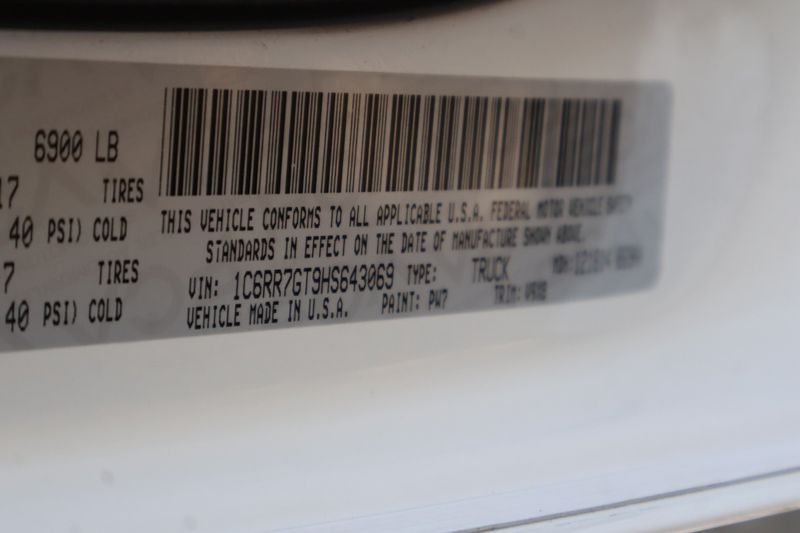 6900 LB
17 TIRES
40 PSI) COLD
7 TIRES
40 PSI) COLD
THIS VEHICLE CONFORMS TO ALL APPLICABLE U.S.A. FEDERAL MOTOR VEHICLE SAFETY
STANDARDS IN EFFECT ON THE DATE OF MANUFACTURE SHOWN ABOVE.
VIN: 1C6RR7GT9HS643069 TYPE: TRUCK MDH:
VEHICLE MADE IN U.S.A. PAINT: PW7 TRIM: